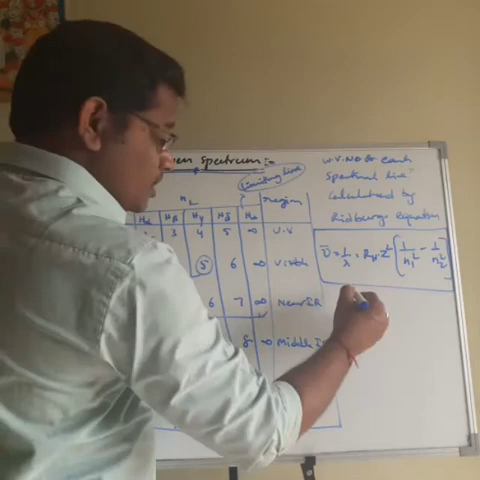 en Spectrum:-
Limiting line
n2 region
Hα Hβ Hγ Hδ H∞
3 4 5 ∞ U.V
5 6 ∞ Visible
6 7 ∞ Near IR
8 ∞ Middle I
w.v.No for each
Spectral line
Calculated by
Ridburgs equation
ν̅ = 1/λ = RH.Z² [1/n1² - 1/n2²]